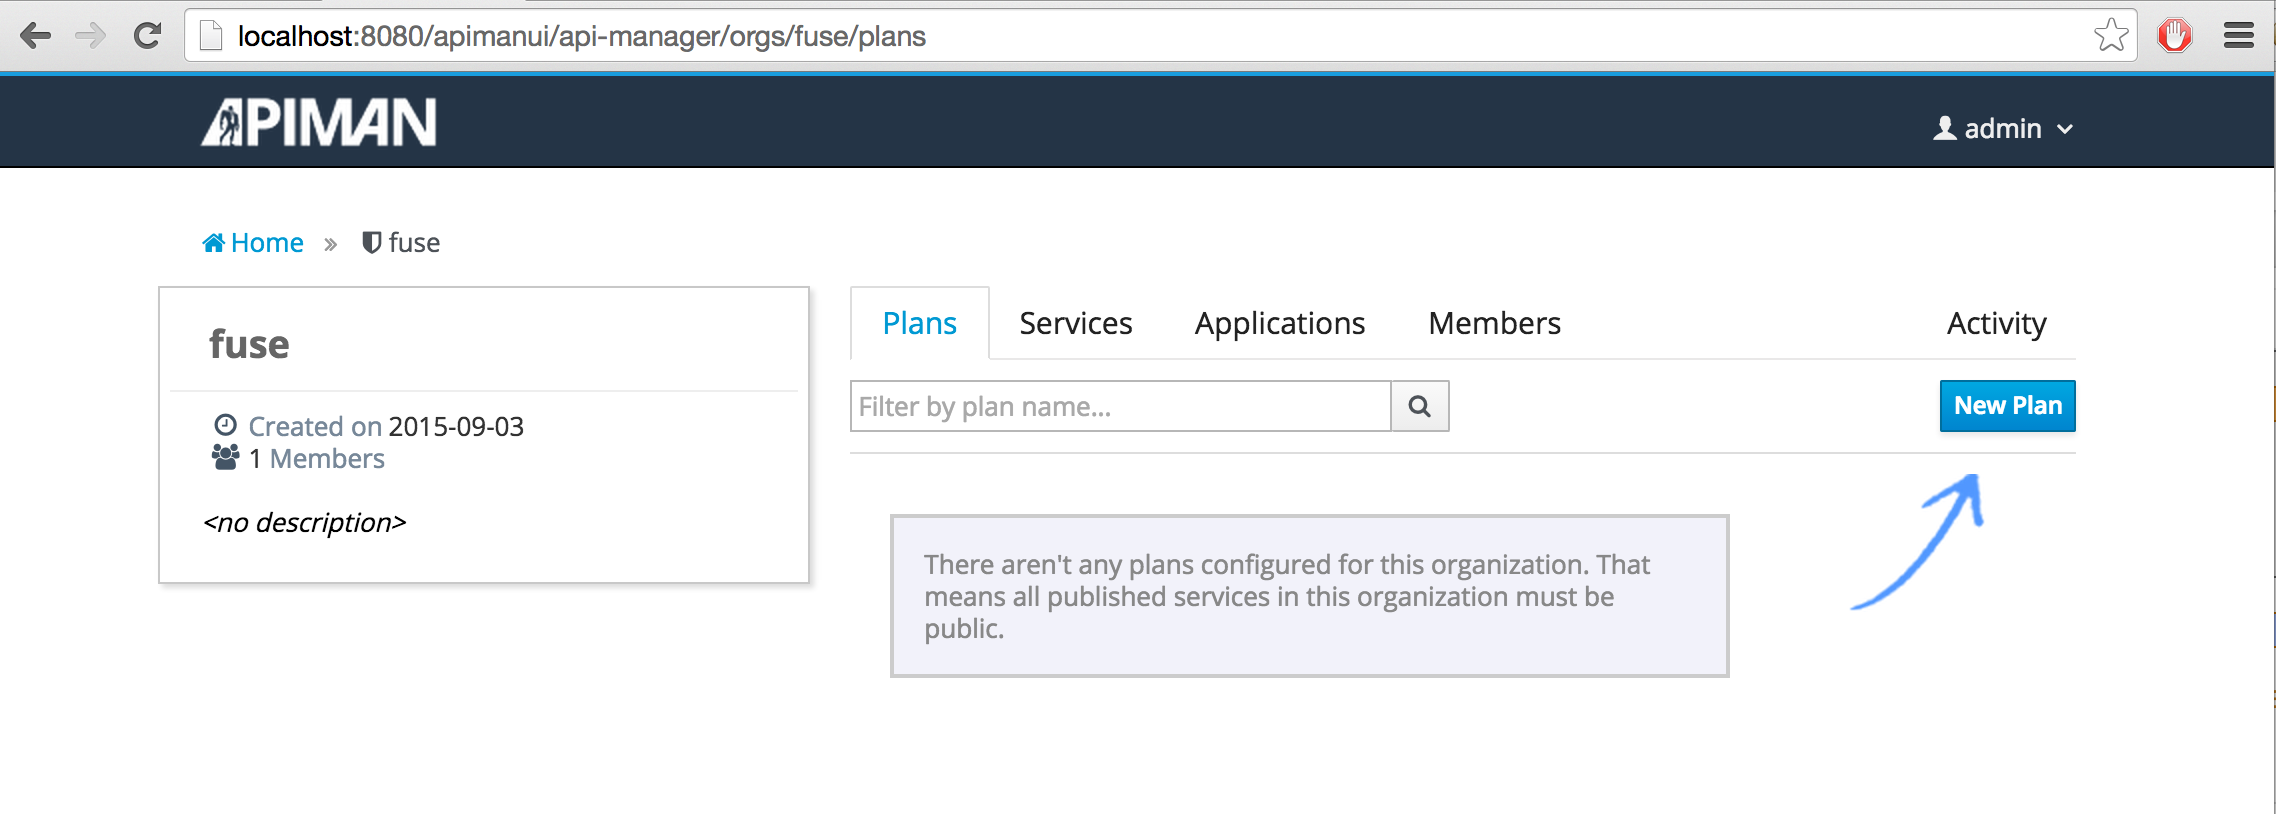 localhost:8080/apimanui/api-manager/orgs/fuse/plans
APIMAN
admin
Home » fuse
fuse
Created on 2015-09-03
1 Members
<no description>
Plans Services Applications Members Activity
Filter by plan name...
New Plan
There aren't any plans configured for this organization. That
means all published services in this organization must be
public.